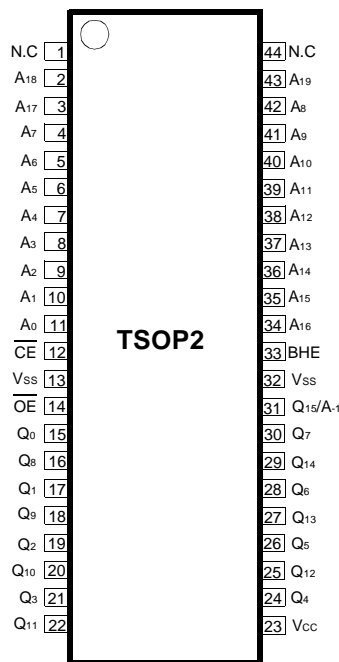 N.C 1 44 N.C
A18 2 43 A19
A17 3 42 A8
A7 4 41 A9
A6 5 40 A10
A5 6 39 A11
A4 7 38 A12
A3 8 37 A13
A2 9 36 A14
A1 10 35 A15
A0 11 34 A16
TSOP2
C̅E̅ 12 33 BHE
Vss 13 32 Vss
O̅E̅ 14 31 Q15/A-1
Q0 15 30 Q7
Q8 16 29 Q14
Q1 17 28 Q6
Q9 18 27 Q13
Q2 19 26 Q5
Q10 20 25 Q12
Q3 21 24 Q4
Q11 22 23 Vcc